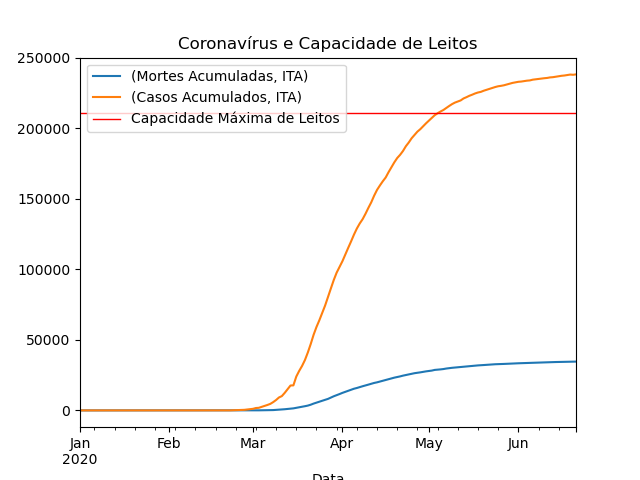 Coronavírus e Capacidade de Leitos
(Mortes Acumuladas, ITA)
(Casos Acumulados, ITA)
Capacidade Máxima de Leitos
250000
200000
150000
100000
50000
0
Jan Feb Mar Apr May Jun
2020
Data